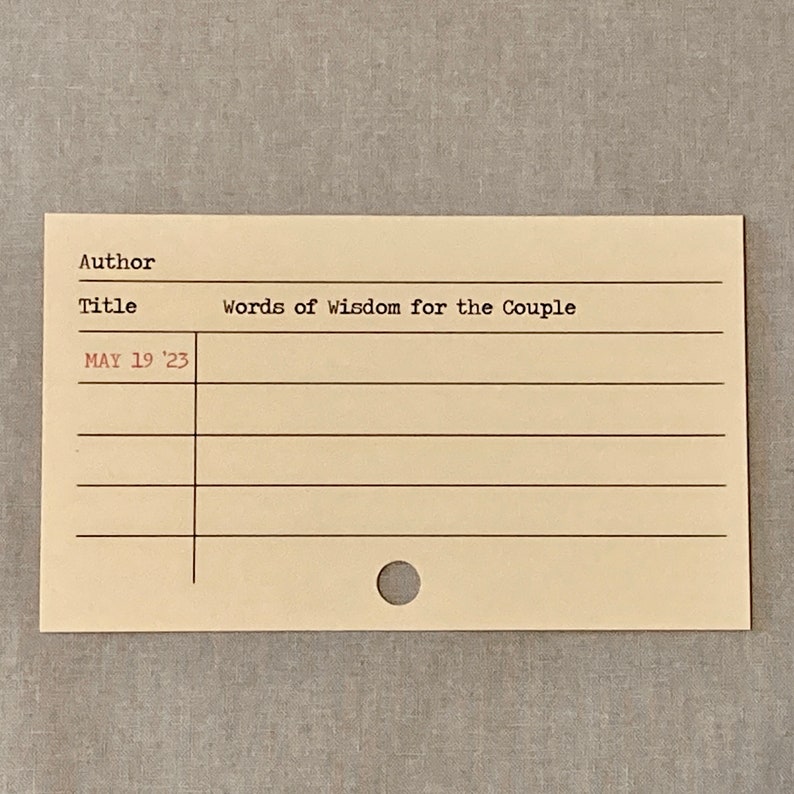 Author
Title Words of Wisdom for the Couple
MAY 19 '23